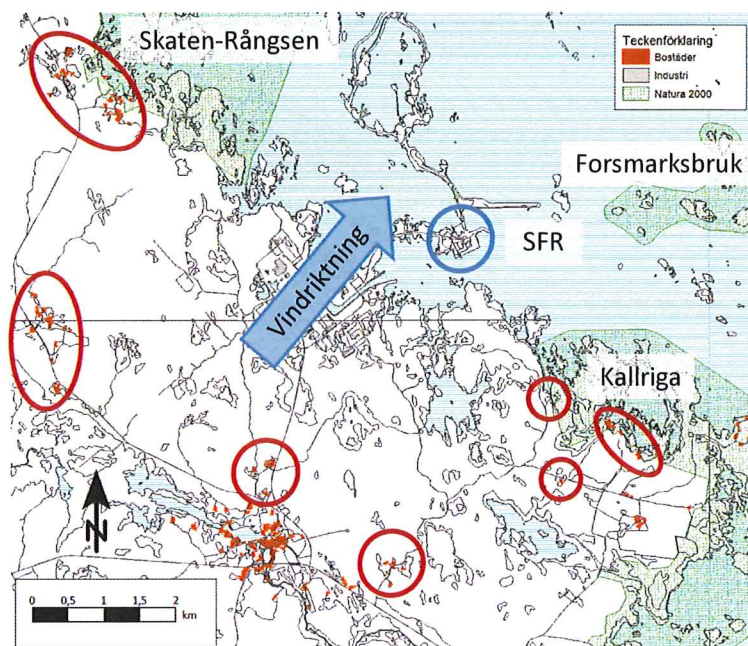 Skaten-Rångsen
Teckenförklaring
Bostäder
Industri
Natura 2000
Forsmarksbruk
SFR
Vindriktning
Kallriga
N
0 0,5 1 1,5 2
km